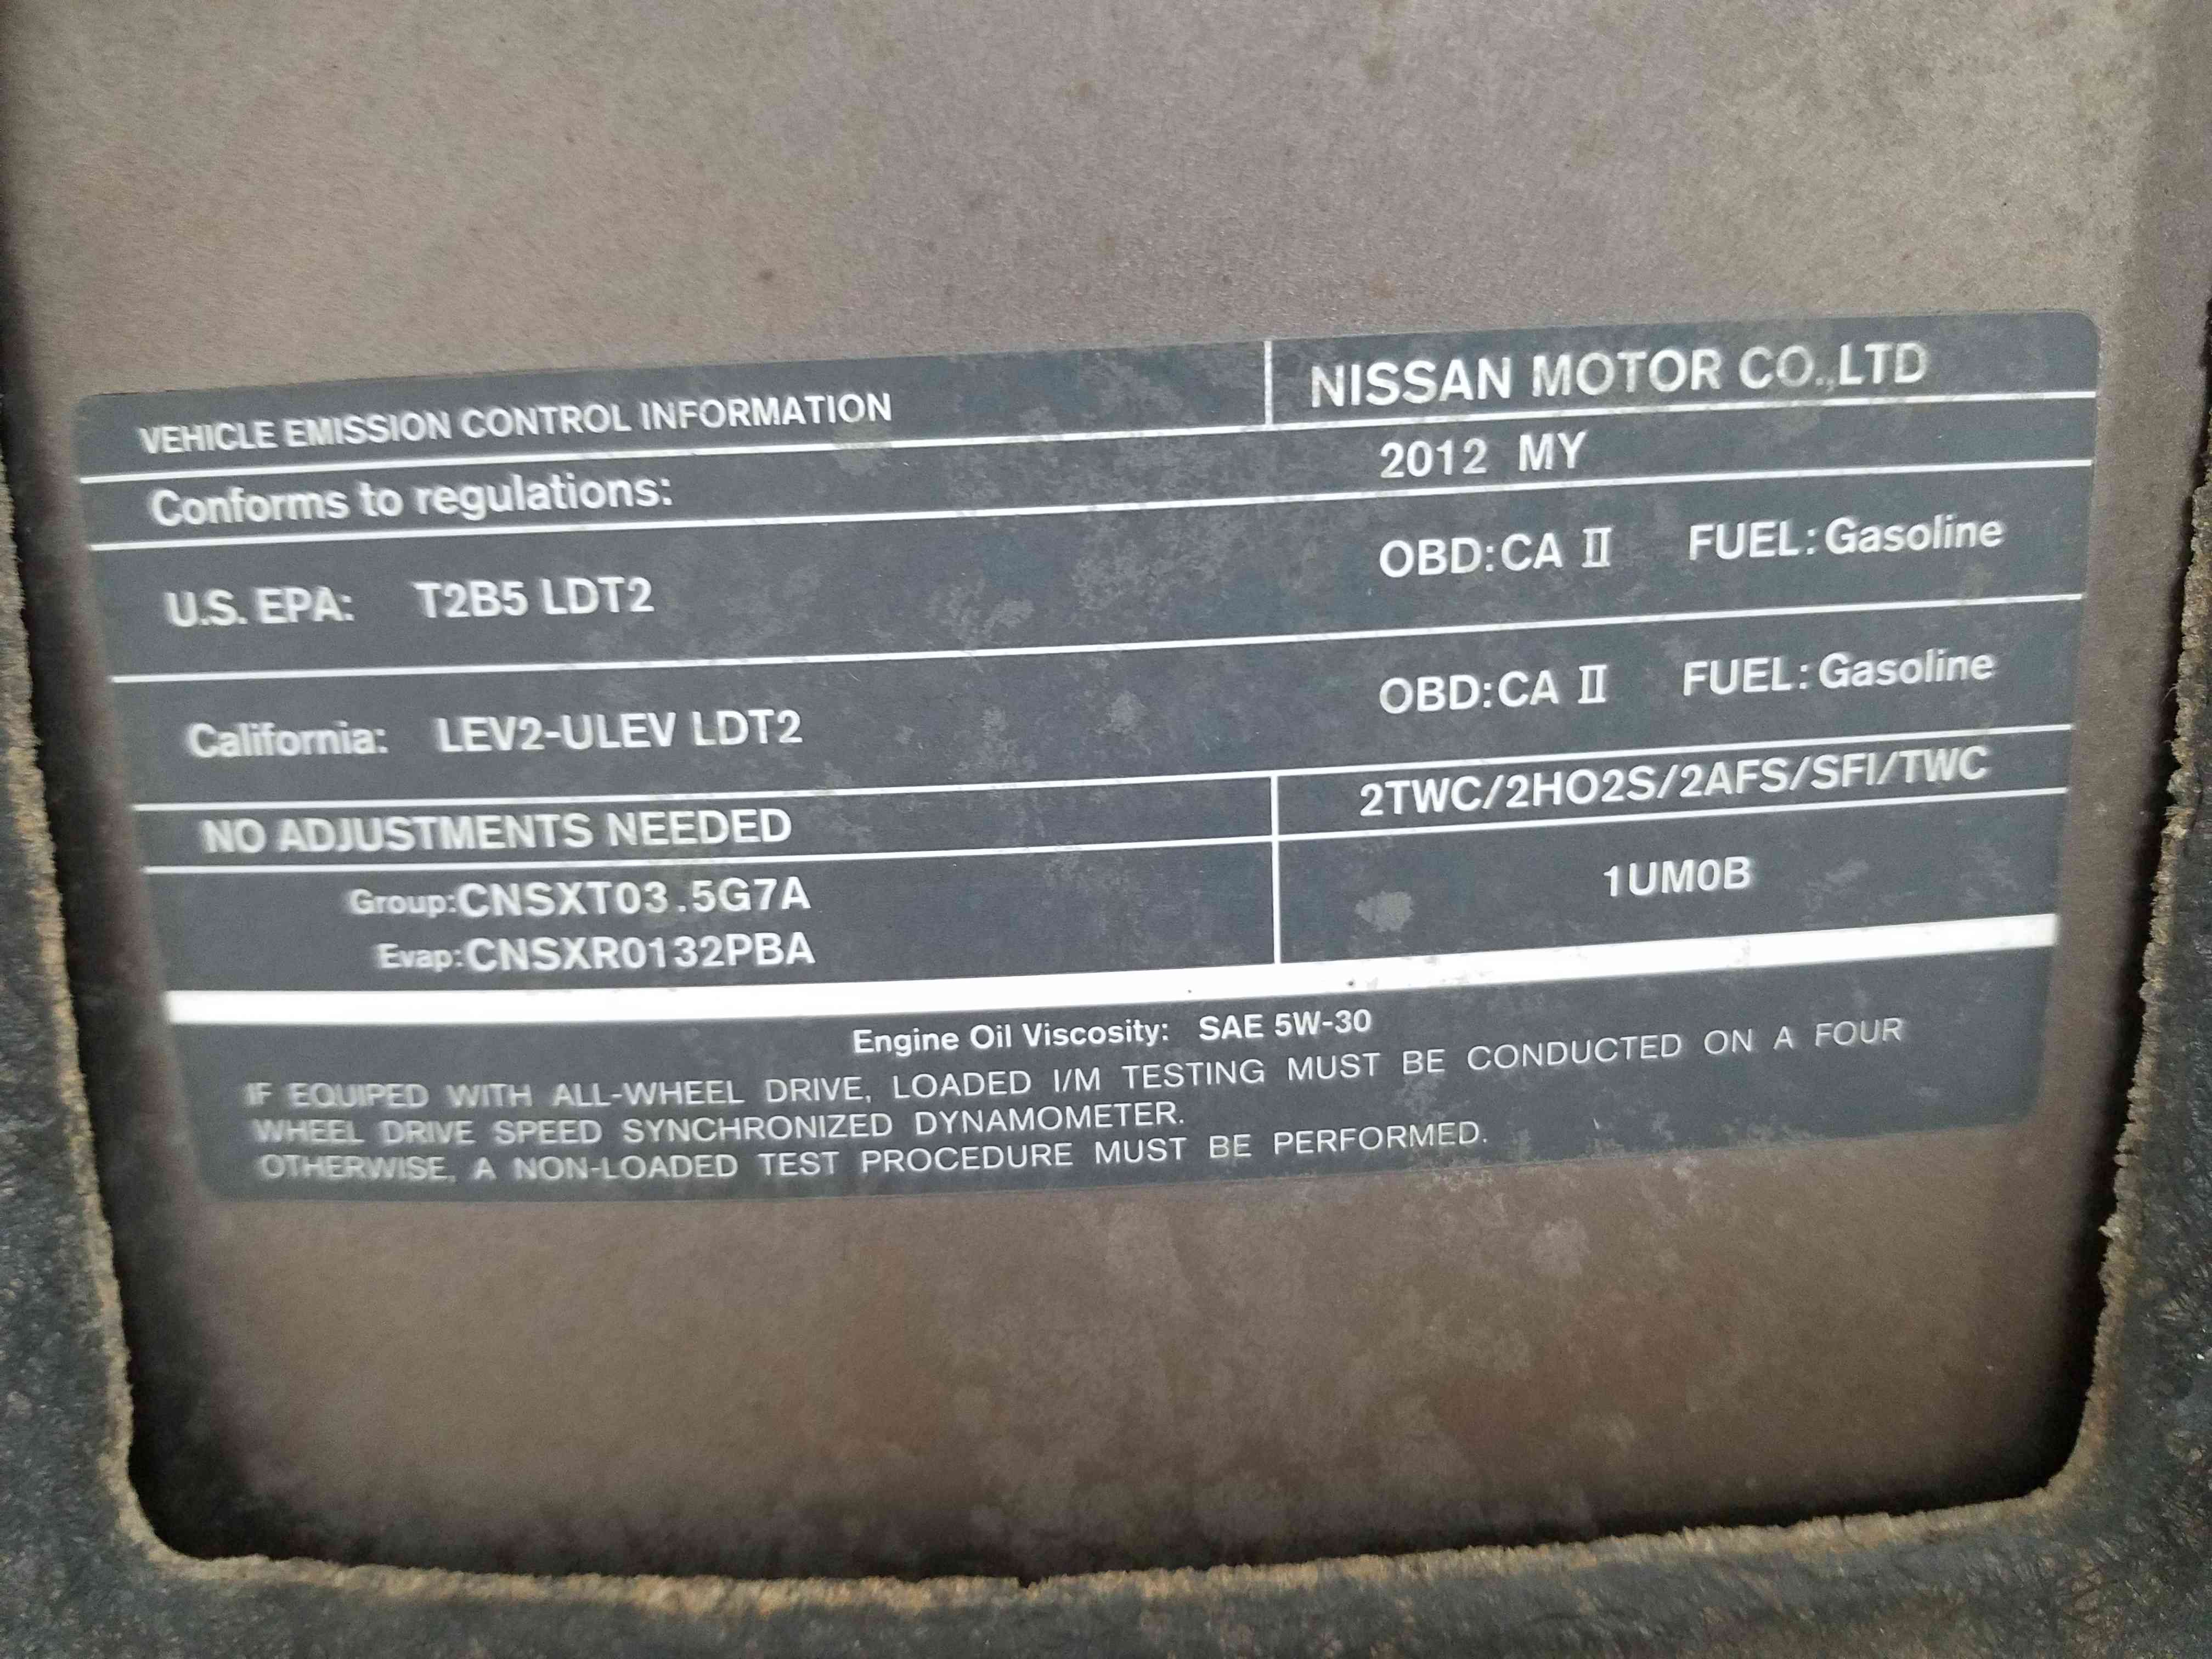 VEHICLE EMISSION CONTROL INFORMATION
NISSAN MOTOR CO.,LTD
Conforms to regulations:
2012 MY
U.S. EPA: T2B5 LDT2
OBD:CA II FUEL:Gasoline
California: LEV2-ULEV LDT2
OBD:CA II FUEL:Gasoline
NO ADJUSTMENTS NEEDED
2TWC/2HO2S/2AFS/SFI/TWC
Group:CNSXT03.5G7A
Evap:CNSXR0132PBA
1UM0B
Engine Oil Viscosity: SAE 5W-30
IF EQUIPED WITH ALL-WHEEL DRIVE, LOADED I/M TESTING MUST BE CONDUCTED ON A FOUR
WHEEL DRIVE SPEED SYNCHRONIZED DYNAMOMETER.
OTHERWISE, A NON-LOADED TEST PROCEDURE MUST BE PERFORMED.